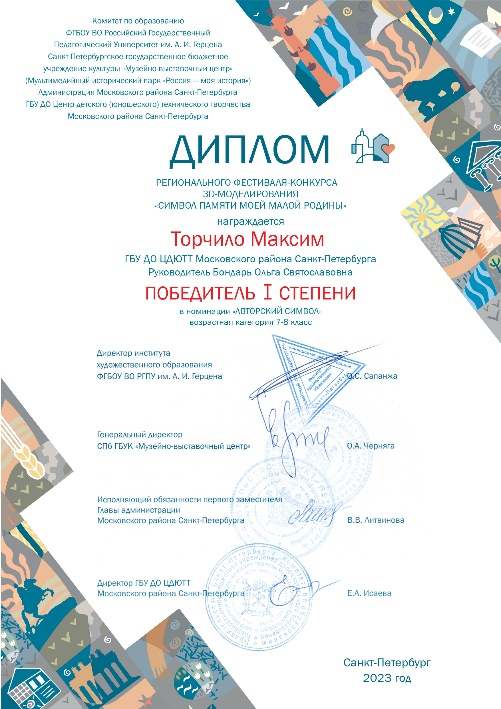 Комитет по образованию
ФГБОУ ВО Российский Государственный
Педагогический Университет им. А. И. Герцена
Санкт-Петербургское государственное бюджетное
учреждение культуры «Музейно-выставочный центр»
(Мультимедийный исторический парк «Россия — моя история»)
Администрация Московского района Санкт-Петербурга
ГБУ ДО Центр детского (юношеского) технического творчества
Московского района Санкт-Петербурга
ДИПЛОМ
РЕГИОНАЛЬНОГО ФЕСТИВАЛЯ-КОНКУРСА
3D-МОДЕЛИРОВАНИЯ
«СИМВОЛ ПАМЯТИ МОЕЙ МАЛОЙ РОДИНЫ»
награждается
Торчило Максим
ГБУ ДО ЦДЮТТ Московского района Санкт-Петербурга
Руководитель Бондарь Ольга Святославовна
ПОБЕДИТЕЛЬ I СТЕПЕНИ
в номинации «АВТОРСКИЙ СИМВОЛ»
возрастная категория 7-8 класс
Директор института
художественного образования
ФГБОУ ВО РГПУ им. А. И. Герцена
О.С. Сапанжа
Генеральный директор
СПб ГБУК «Музейно-выставочный центр»
О.А. Черняга
Исполняющий обязанности первого заместителя
Главы администрации
Московского района Санкт-Петербурга
В.В. Литвинова
Директор ГБУ ДО ЦДЮТТ
Московского района Санкт-Петербурга
Е.А. Исаева
Санкт-Петербург
2023 год